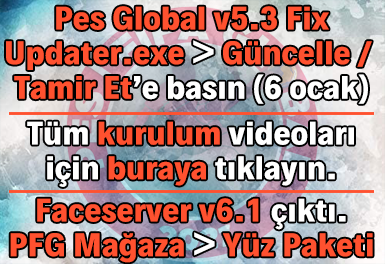 Pes Global v5.3 Fix
Updater.exe > Güncelle /
Tamir Et'e basın (6 ocak)
Tüm kurulum videoları
için buraya tıklayın.
Faceserver v6.1 çıktı.
PFG Mağaza > Yüz Paketi